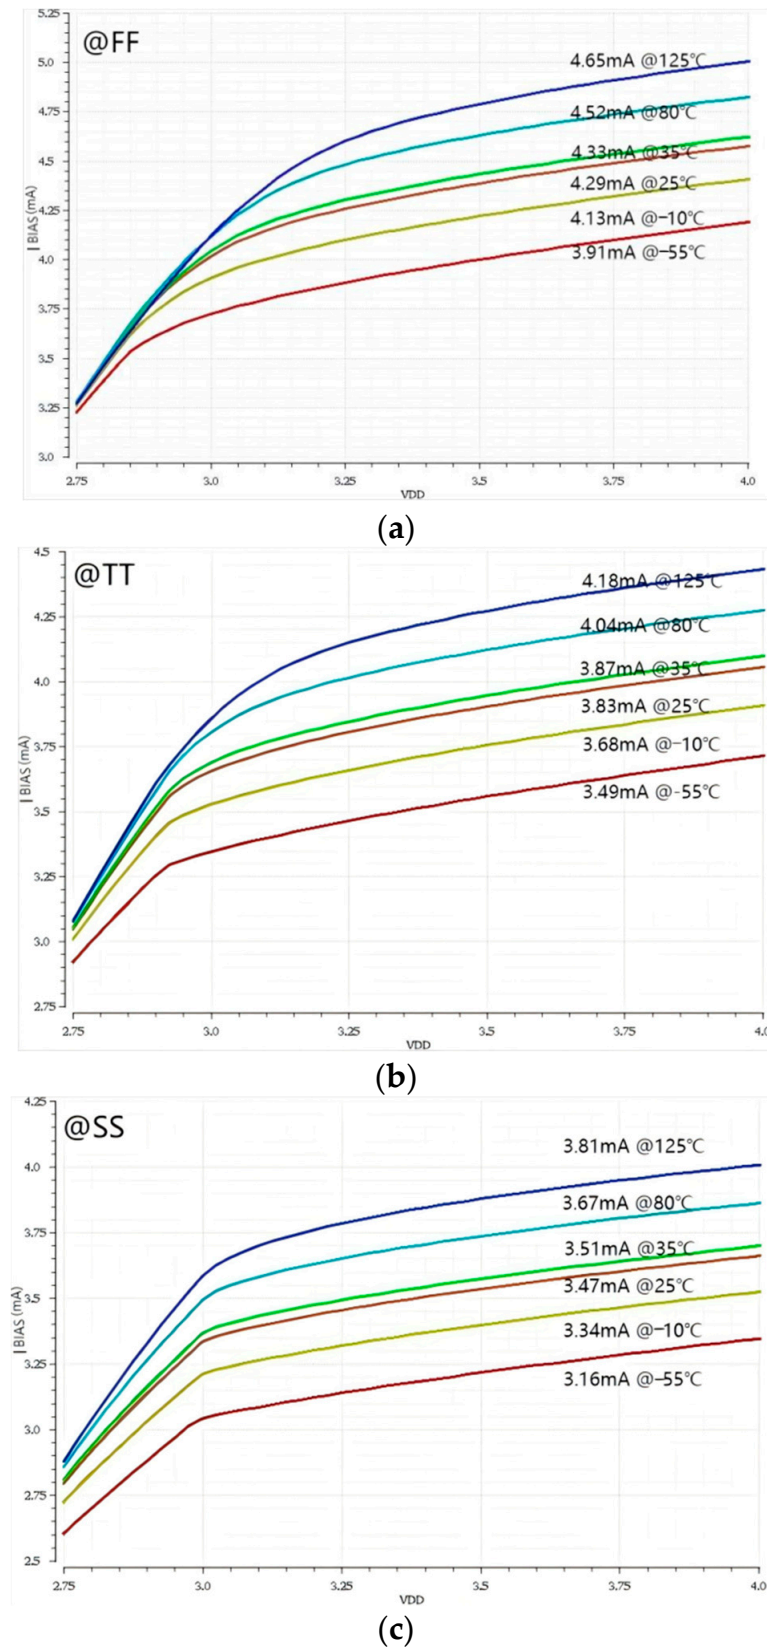 @FF
5.25
5.0
4.75
4.5
4.25
4.0
3.75
3.5
3.25
3.0
I BIAS (mA)
4.65mA @125℃
4.52mA @80℃
4.33mA @35℃
4.29mA @25℃
4.13mA @−10℃
3.91mA @−55℃
2.75 3.0 3.25 3.5 3.75 4.0
VDD
(a)
@TT
4.5
4.25
4.0
3.75
3.5
3.25
3.0
2.75
I BIAS (mA)
4.18mA @125℃
4.04mA @80℃
3.87mA @35℃
3.83mA @25℃
3.68mA @−10℃
3.49mA @-55℃
2.75 3.0 3.25 3.5 3.75 4.0
VDD
(b)
@SS
4.25
4.0
3.75
3.5
3.25
3.0
2.75
2.5
I BIAS (mA)
3.81mA @125℃
3.67mA @80℃
3.51mA @35℃
3.47mA @25℃
3.34mA @−10℃
3.16mA @−55℃
2.75 3.0 3.25 3.5 3.75 4.0
VDD
(c)